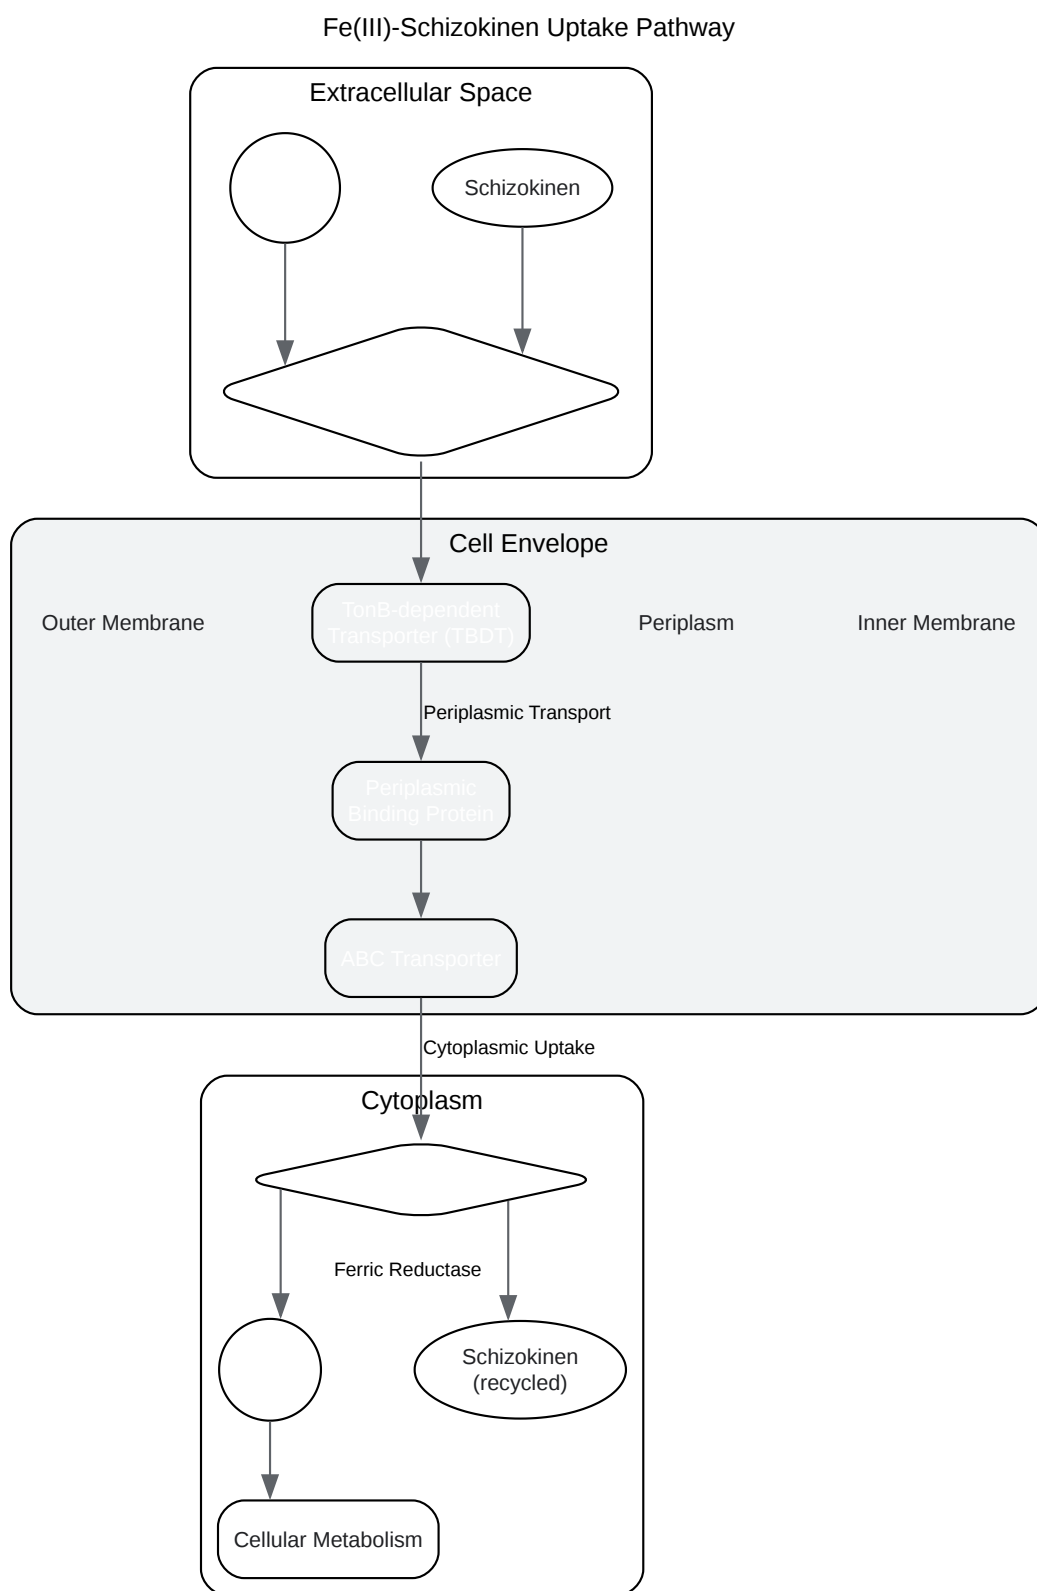 Fe(III)-Schizokinen Uptake Pathway
Extracellular Space
Schizokinen
Cell Envelope
Outer Membrane
TonB-dependent
Transporter (TBDT)
Periplasm
Inner Membrane
Periplasmic Transport
Periplasmic
Binding Protein
ABC Transporter
Cytoplasmic Uptake
Cytoplasm
Ferric Reductase
Schizokinen
(recycled)
Cellular Metabolism